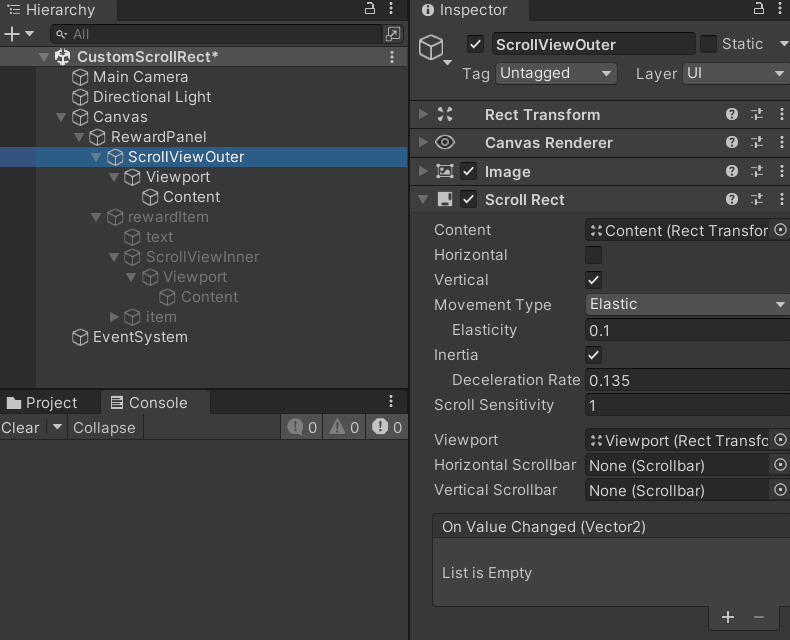 Hierarchy
All
CustomScrollRect*
Main Camera
Directional Light
Canvas
RewardPanel
ScrollViewOuter
Viewport
Content
rewardItem
text
ScrollViewInner
Viewport
Content
item
EventSystem
Project
Console
Clear
Collapse
0
0
0
Inspector
ScrollViewOuter
Static
Tag
Untagged
Layer
UI
Rect Transform
Canvas Renderer
Image
Scroll Rect
Content
Content (Rect Transfor
Horizontal
Vertical
Movement Type
Elastic
Elasticity
0.1
Inertia
Deceleration Rate
0.135
Scroll Sensitivity
1
Viewport
Viewport (Rect Transfo
Horizontal Scrollbar
None (Scrollbar)
Vertical Scrollbar
None (Scrollbar)
On Value Changed (Vector2)
List is Empty